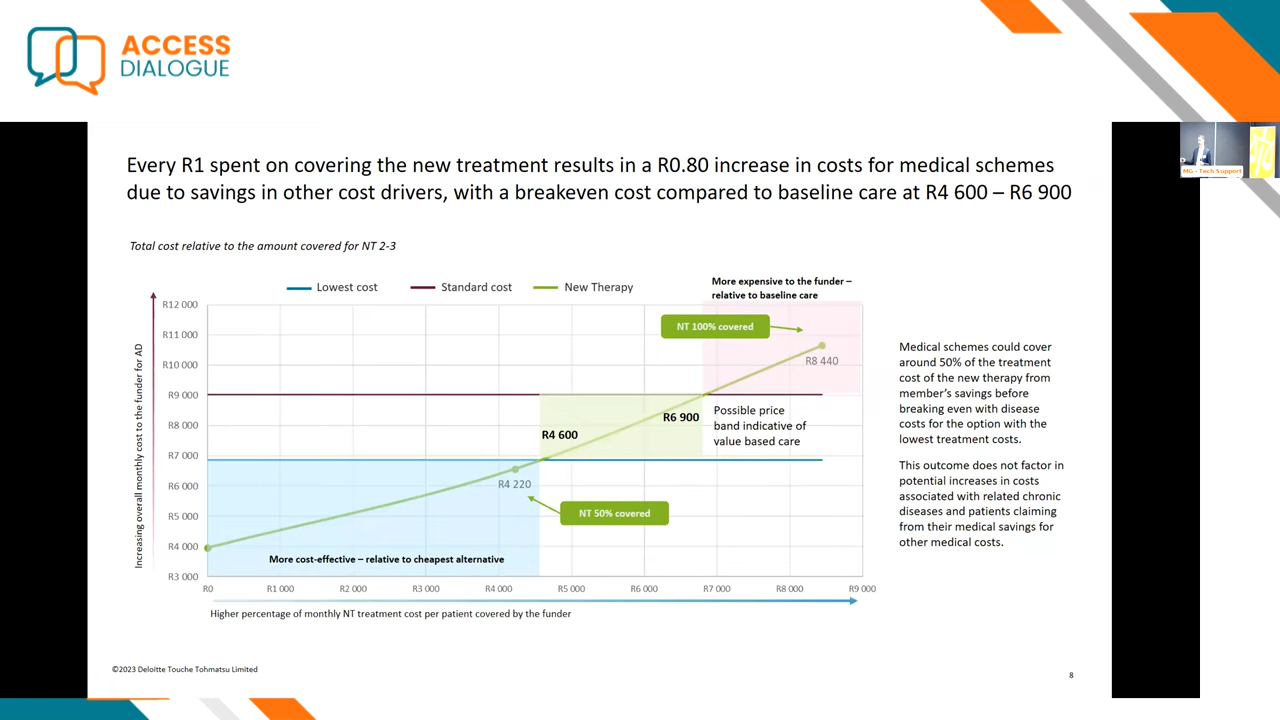 ACCESS
DIALOGUE
MG - Tech Support
Every R1 spent on covering the new treatment results in a R0.80 increase in costs for medical schemes
due to savings in other cost drivers, with a breakeven cost compared to baseline care at R4 600 – R6 900
Total cost relative to the amount covered for NT 2-3
Lowest cost
Standard cost
New Therapy
More expensive to the funder –
relative to baseline care
Increasing overall monthly cost to the funder for AD
R12 000
R11 000
R10 000
R9 000
R8 000
R7 000
R6 000
R5 000
R4 000
R3 000
NT 100% covered
R8 440
R6 900
Possible price
band indicative of
value based care
R4 600
R4 220
NT 50% covered
More cost-effective – relative to cheapest alternative
R0
R1 000
R2 000
R3 000
R4 000
R5 000
R6 000
R7 000
R8 000
R9 000
Higher percentage of monthly NT treatment cost per patient covered by the funder
Medical schemes could cover
around 50% of the treatment
cost of the new therapy from
member’s savings before
breaking even with disease
costs for the option with the
lowest treatment costs.
This outcome does not factor in
potential increases in costs
associated with related chronic
diseases and patients claiming
from their medical savings for
other medical costs.
©2023 Deloitte Touche Tohmatsu Limited
8